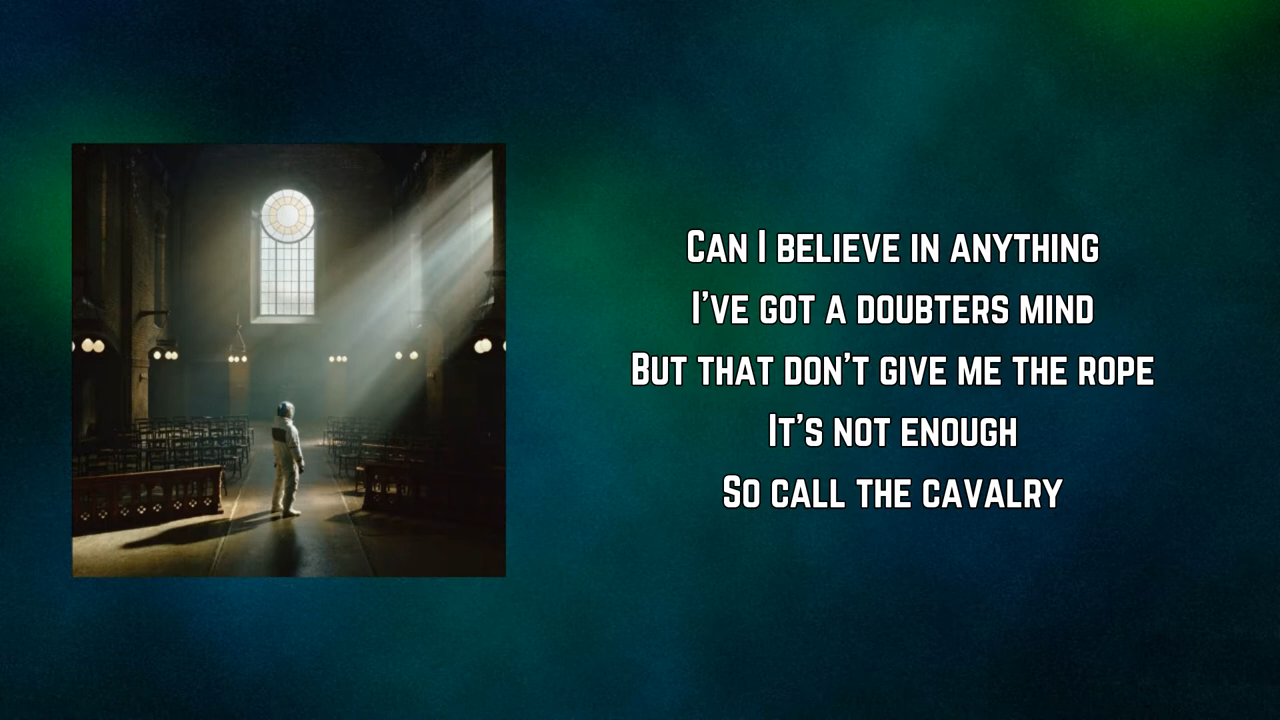 Can I believe in anything
I've got a doubters mind
But that don't give me the rope
It's not enough
So call the cavalry